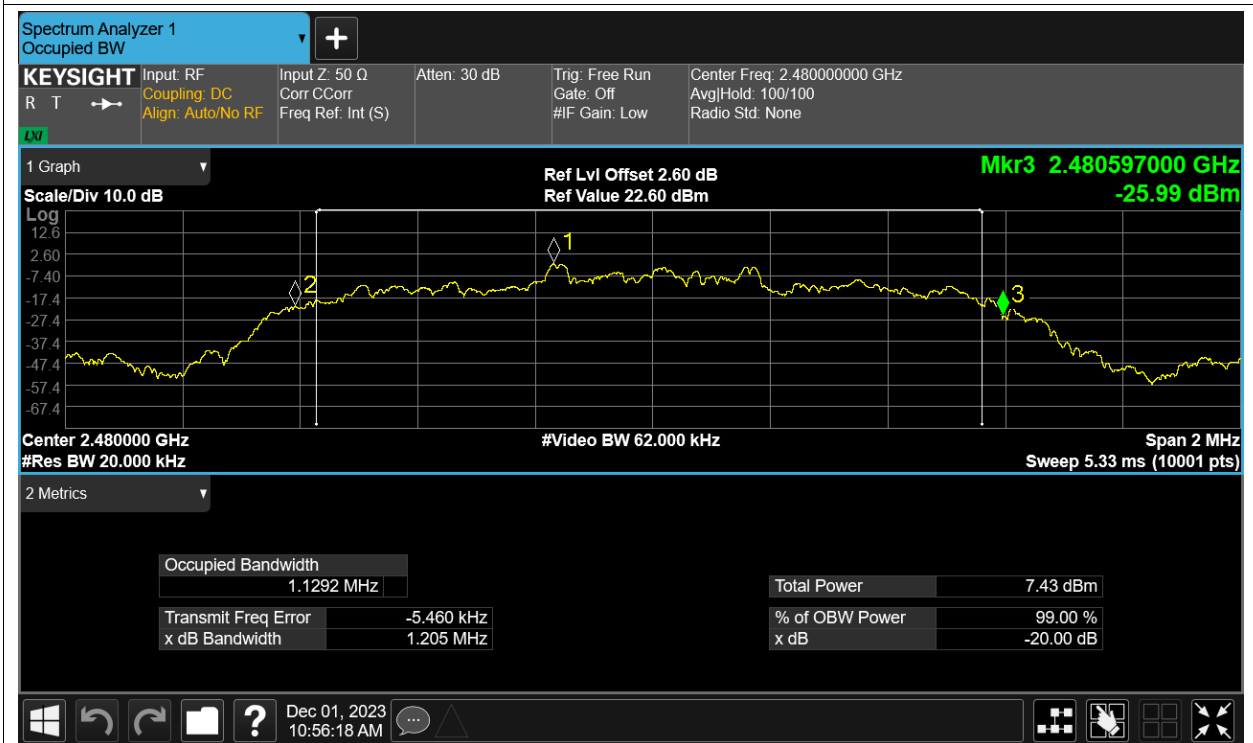 Spectrum Analyzer 1
Occupied BW
KEYSIGHT
R T
LXI
Input: RF
Coupling: DC
Align: Auto/No RF
Input Z: 50 Ω
Corr CCorr
Freq Ref: Int (S)
Atten: 30 dB
Trig: Free Run
Gate: Off
#IF Gain: Low
Center Freq: 2.480000000 GHz
Avg|Hold: 100/100
Radio Std: None
1 Graph
Scale/Div 10.0 dB
Ref Lvl Offset 2.60 dB
Ref Value 22.60 dBm
Mkr3 2.480597000 GHz
-25.99 dBm
Log
12.6
2.60
-7.40
-17.4
-27.4
-37.4
-47.4
-57.4
-67.4
1
2
3
Center 2.480000 GHz
#Video BW 62.000 kHz
Span 2 MHz
#Res BW 20.000 kHz
Sweep 5.33 ms (10001 pts)
2 Metrics
Occupied Bandwidth
1.1292 MHz
Total Power 7.43 dBm
Transmit Freq Error -5.460 kHz
% of OBW Power 99.00 %
x dB Bandwidth 1.205 MHz
x dB -20.00 dB
?
Dec 01, 2023
10:56:18 AM